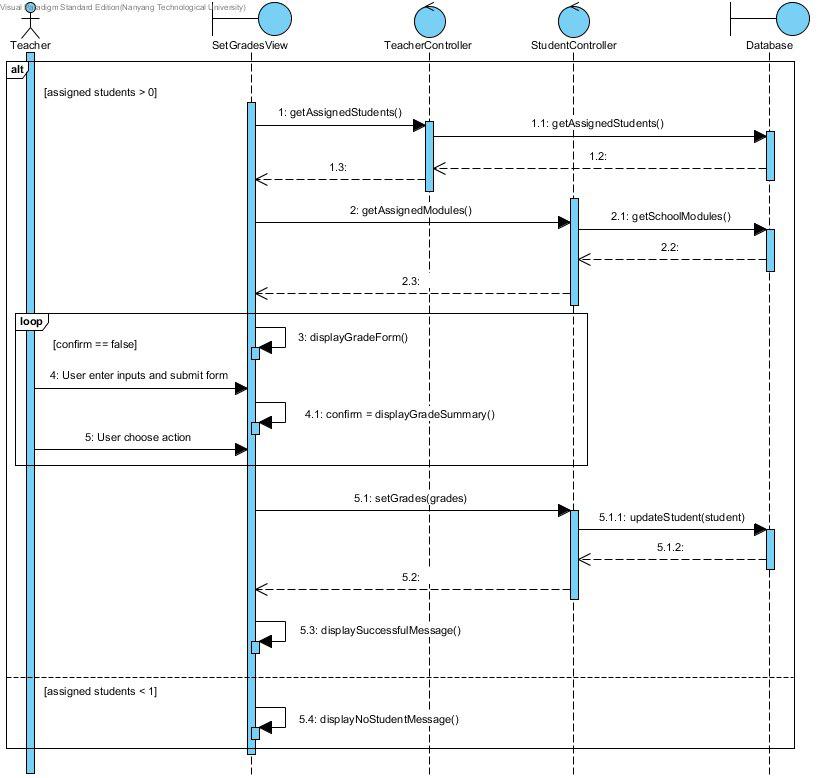 Visual Paradigm Standard Edition(Nanyang Technological University)
Teacher
SetGradesView
TeacherController
StudentController
Database
alt
[assigned students > 0]
1: getAssignedStudents()
1.1: getAssignedStudents()
1.2:
1.3:
2: getAssignedModules()
2.1: getSchoolModules()
2.2:
2.3:
loop
[confirm == false]
3: displayGradeForm()
4: User enter inputs and submit form
4.1: confirm = displayGradeSummary()
5: User choose action
5.1: setGrades(grades)
5.1.1: updateStudent(student)
5.1.2:
5.2:
5.3: displaySuccessfulMessage()
[assigned students < 1]
5.4: displayNoStudentMessage()